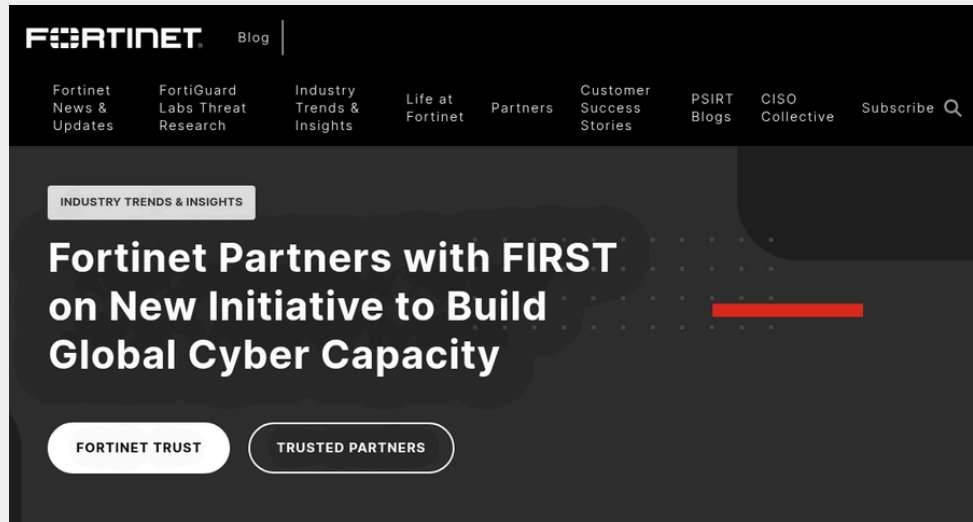 FORTINET Blog
Fortinet
News &
Updates
FortiGuard
Labs Threat
Research
Industry
Trends &
Insights
Life at
Fortinet
Partners
Customer
Success
Stories
PSIRT
Blogs
CISO
Collective
Subscribe
INDUSTRY TRENDS & INSIGHTS
Fortinet Partners with FIRST
on New Initiative to Build
Global Cyber Capacity
FORTINET TRUST
TRUSTED PARTNERS